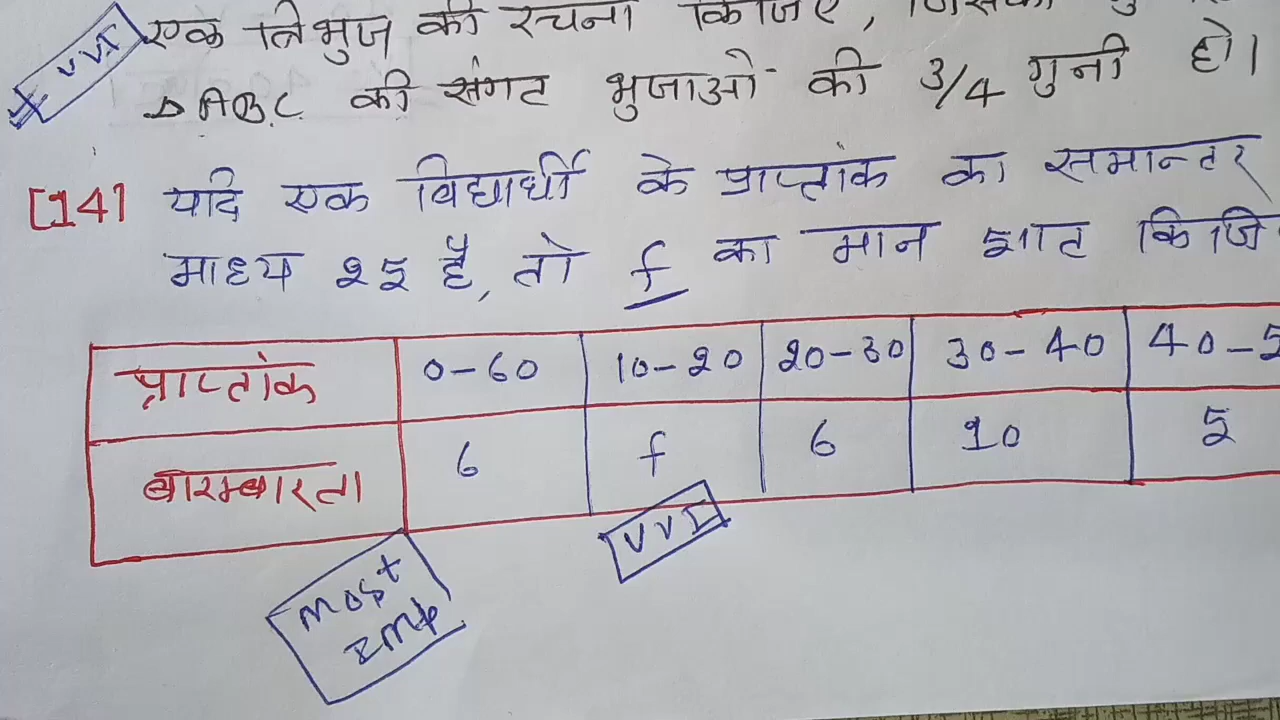 VVI
एक त्रिभुज की रचना किजिए,
△ABC की संगट भुजाओ की 3/4 गुनी हो।
[14] यदि एक विद्यार्थी के प्राप्तांक का समान्तर
माध्य 25 है, तो f का मान ज्ञाट किजि
प्राप्तांक 0-60 10-20 20-30 30-40 40-5
बारम्बारता 6 f 6 10 5
VVI
most
Imp